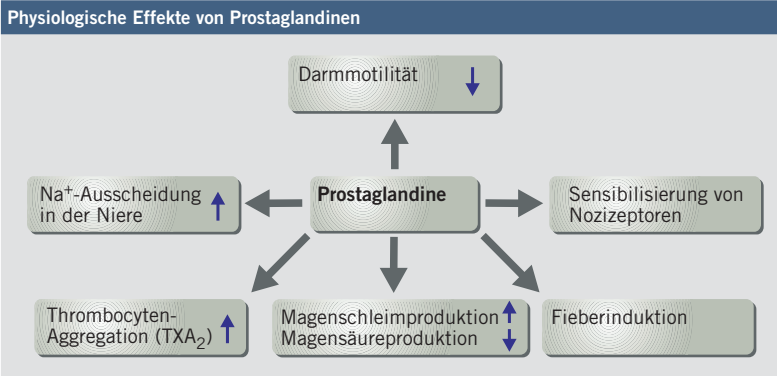 Physiologische Effekte von Prostaglandinen
Darmmotilität ↓
Na⁺-Ausscheidung
in der Niere ↑
Prostaglandine
Sensibilisierung von
Nozizeptoren
Thrombocyten-
Aggregation (TXA₂) ↑
Magenschleimproduktion ↑
Magensäureproduktion ↓
Fieberinduktion